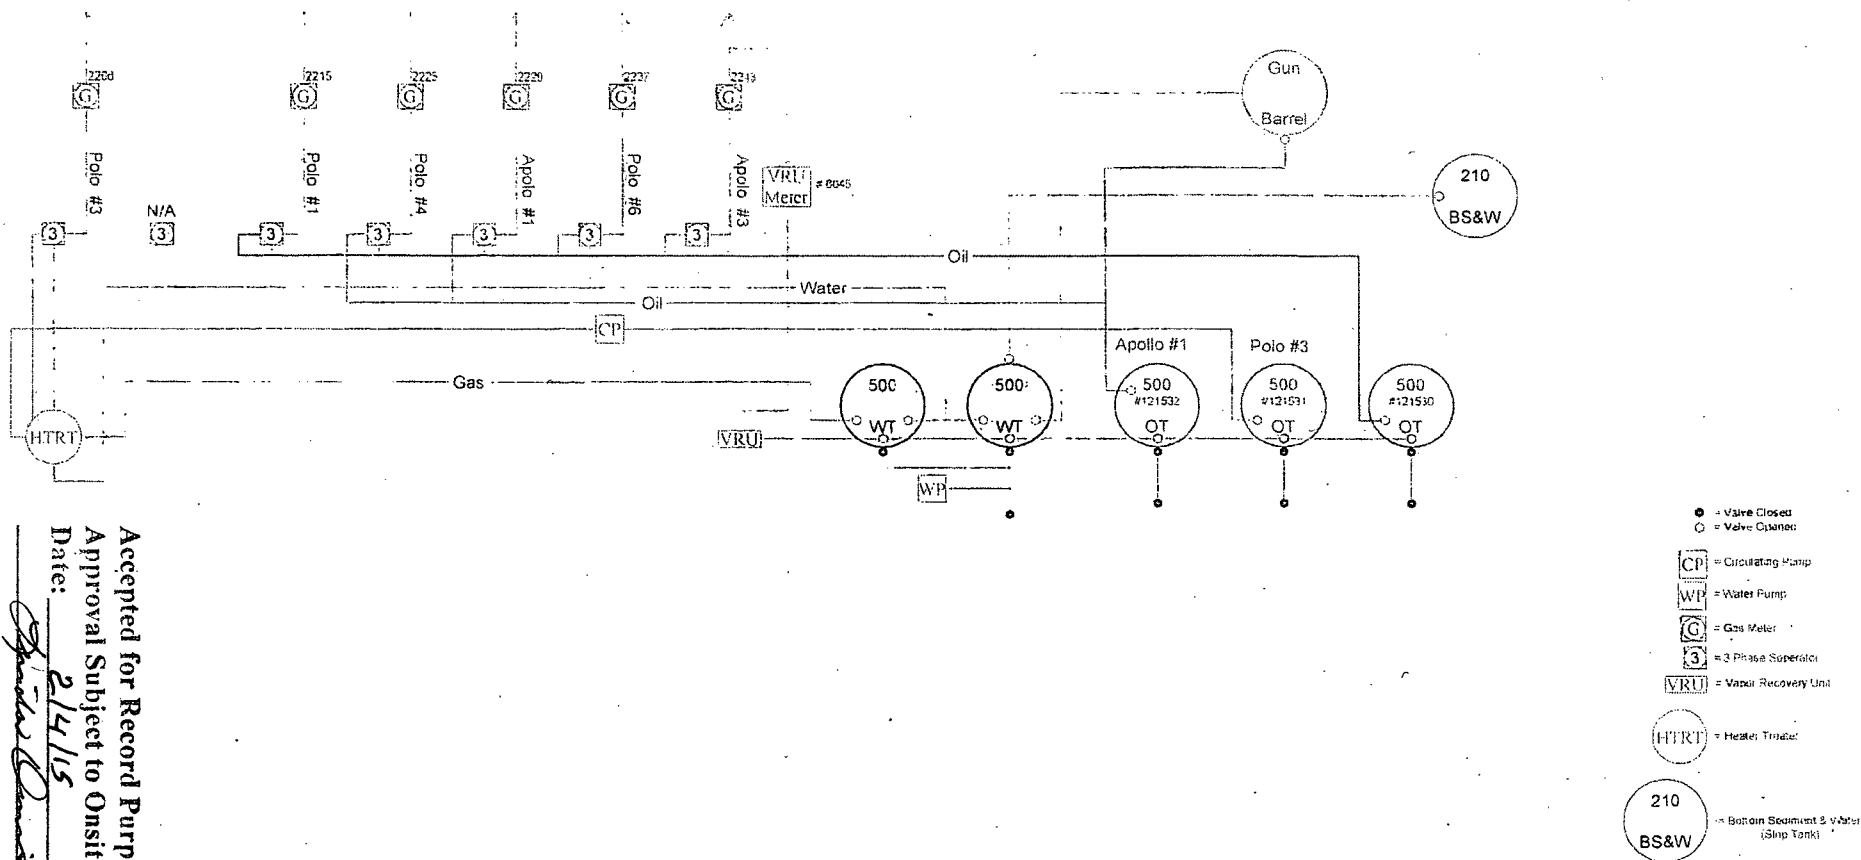 2215
2225
2229
2237
G
G
G
G
G
G
Polo #3
Polo #1
Polo #4
Apolo #1
Polo #6
Apolo #3
VRU
Meter
Gun
Barrel
210
BS&W
N/A
3
3
3
3
3
3
3
Oil
Water
Oil
CP
Gas
HTRT
Apollo #1
Polo #3
500
WT
500
WT
500
#121532
OT
500
#121531
OT
500
#121530
OT
VRU
WP
= Valve Closed
= Valve Opened
CP = Circulating Pump
WP = Water Pump
G = Gas Meter
3 = 3 Phase Seperator
VRU = Vapor Recovery Unit
HTRT = Heater Treater
210
BS&W
= Bottom Sediment & Water
(Slop Tank)
Accepted for Record Purp
Approval Subject to Onsit
Date: 2/4/15